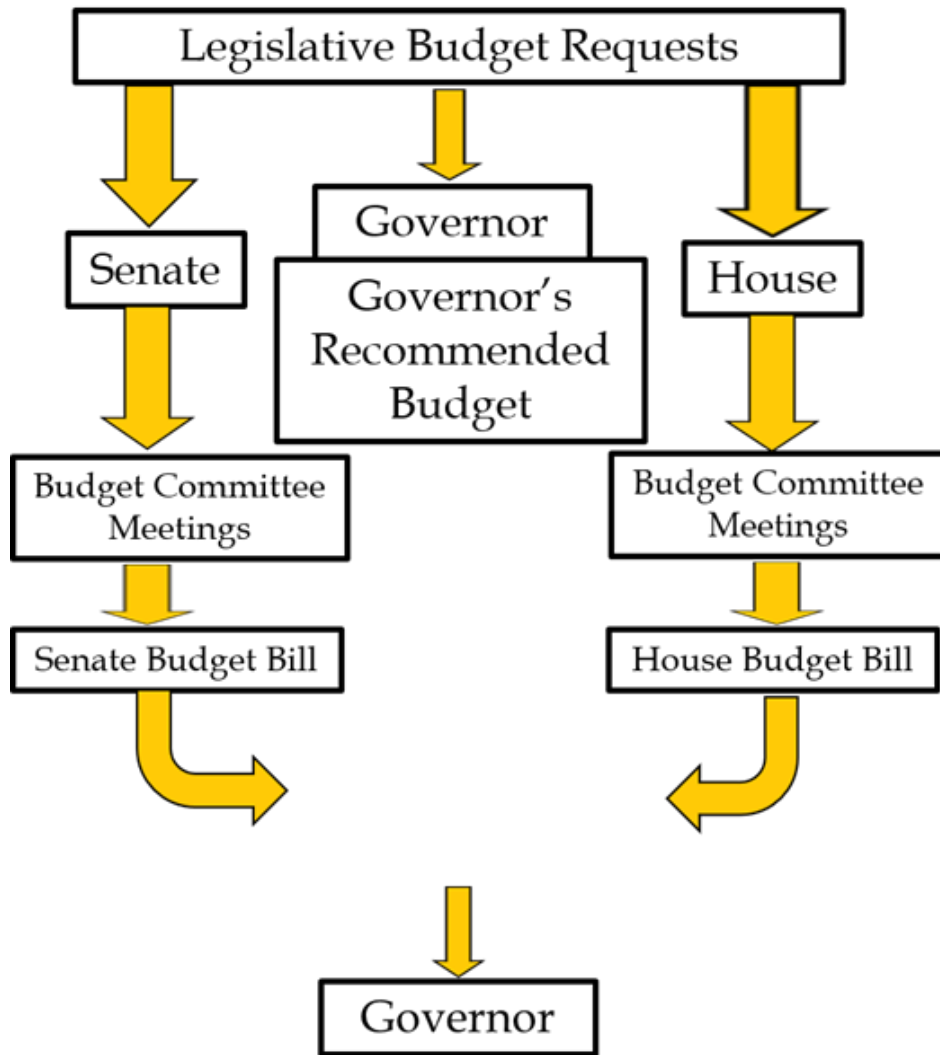 Legislative Budget Requests
Governor
Senate
House
Governor's
Recommended
Budget
Budget Committee
Meetings
Budget Committee
Meetings
Senate Budget Bill
House Budget Bill
Governor